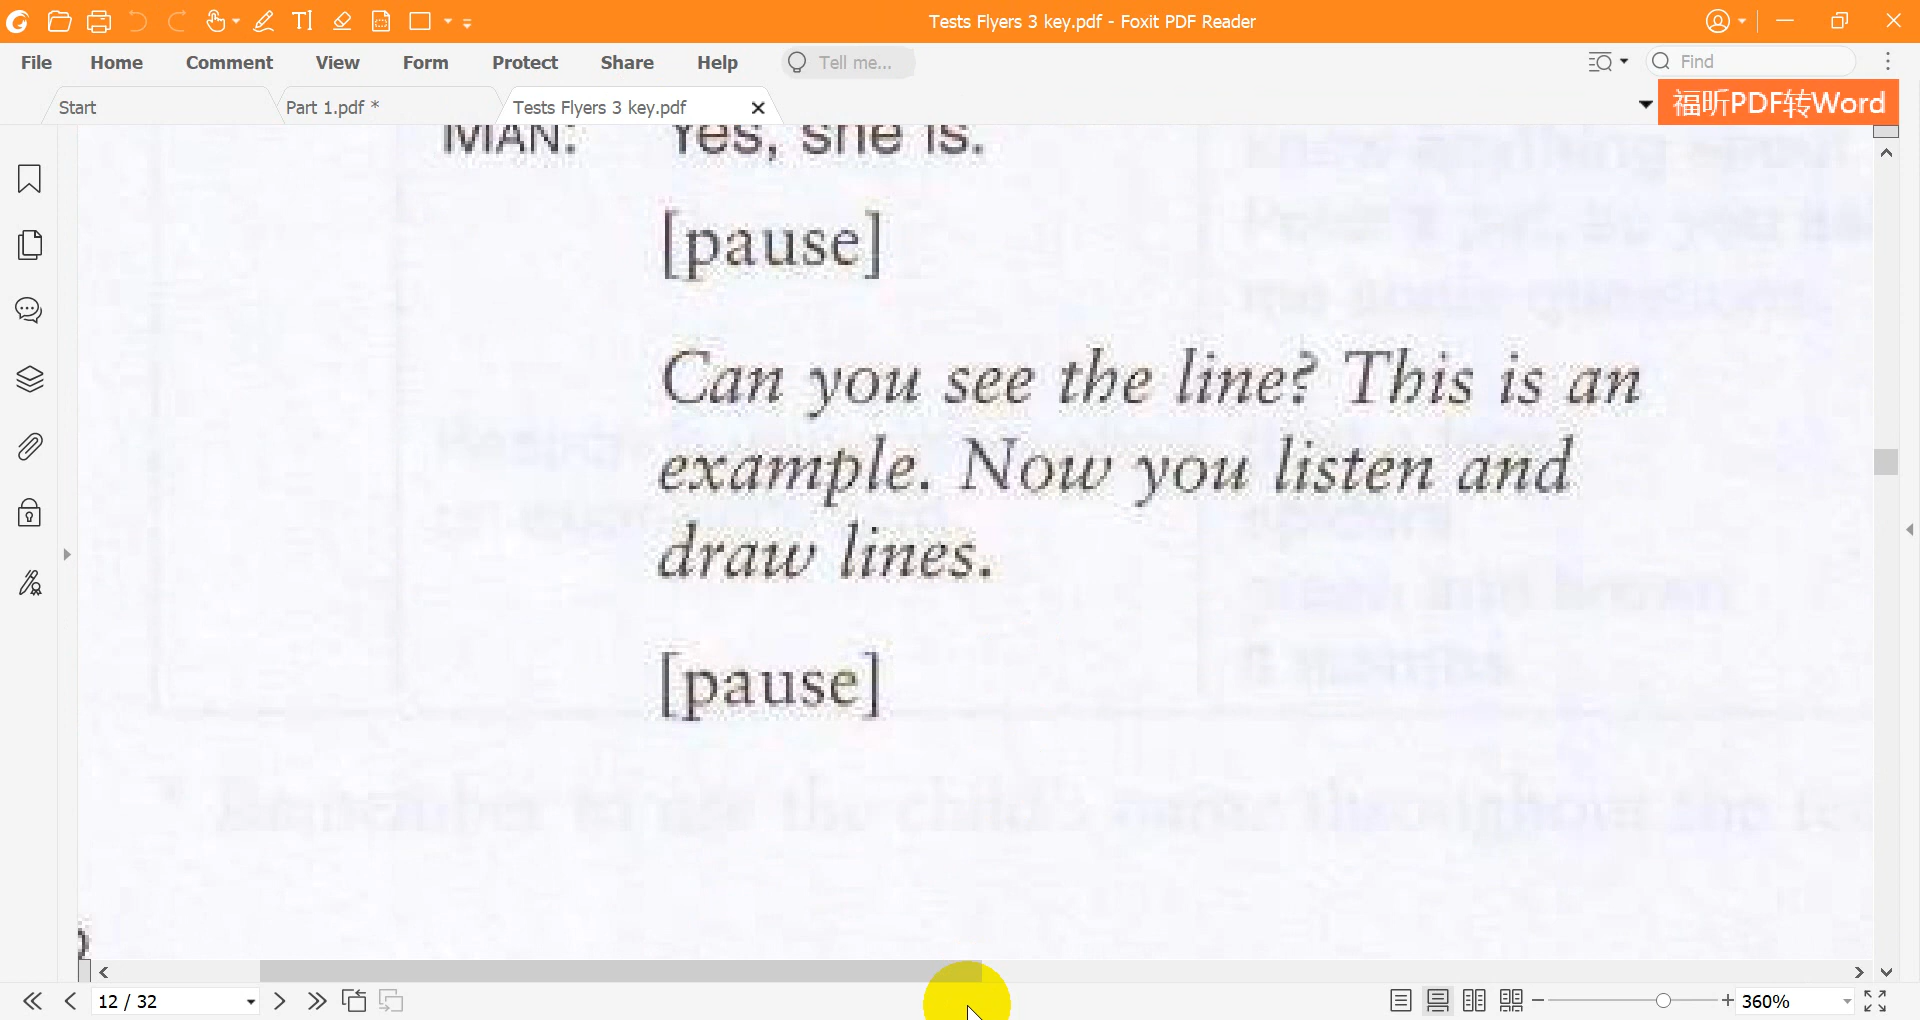 Tests Flyers 3 key.pdf - Foxit PDF Reader
File Home Comment View Form Protect Share Help Tell me... Find
Start Part 1.pdf * Tests Flyers 3 key.pdf 福昕PDF转Word
MAN: Yes, she is.
[pause]
Can you see the line? This is an
example. Now you listen and
draw lines.
[pause]
12 / 32 360%